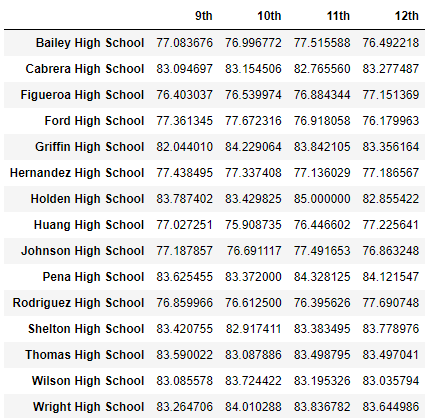 9th 10th 11th 12th
Bailey High School 77.083676 76.996772 77.515588 76.492218
Cabrera High School 83.094697 83.154506 82.765560 83.277487
Figueroa High School 76.403037 76.539974 76.884344 77.151369
Ford High School 77.361345 77.672316 76.918058 76.179963
Griffin High School 82.044010 84.229064 83.842105 83.356164
Hernandez High School 77.438495 77.337408 77.136029 77.186567
Holden High School 83.787402 83.429825 85.000000 82.855422
Huang High School 77.027251 75.908735 76.446602 77.225641
Johnson High School 77.187857 76.691117 77.491653 76.863248
Pena High School 83.625455 83.372000 84.328125 84.121547
Rodriguez High School 76.859966 76.612500 76.395626 77.690748
Shelton High School 83.420755 82.917411 83.383495 83.778976
Thomas High School 83.590022 83.087886 83.498795 83.497041
Wilson High School 83.085578 83.724422 83.195326 83.035794
Wright High School 83.264706 84.010288 83.836782 83.644986